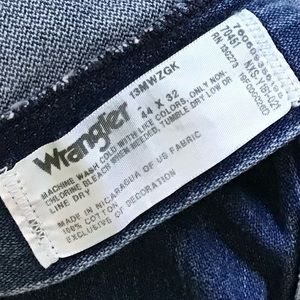 Wrangler
13MWZGK
44 X 32
MACHINE WASH COLD WITH LIKE COLORS, ONLY NON-
CHLORINE BLEACH WHEN NEEDED, TUMBLE DRY LOW OR
LINE DRY
MADE IN NICARAGUA OF US FABRIC
100% COTTON
EXCLUSIVE OF DECORATION
70461